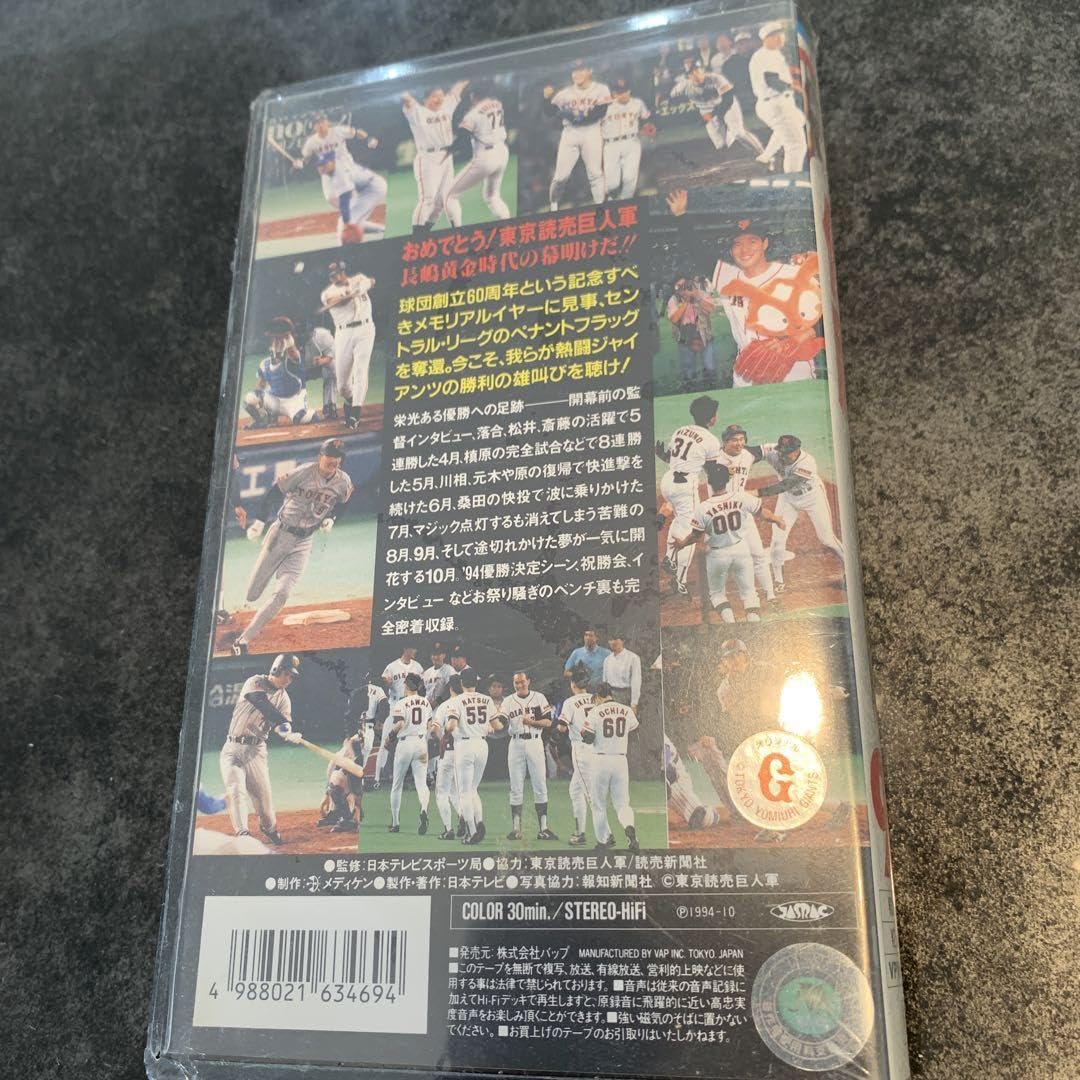 77
TOKYO
エックス
おめでとう!東京読売巨人軍
長嶋黄金時代の幕明けだ!!
球団創立60周年という記念すべ
きメモリアルイヤーに見事、セン
トラル・リーグのペナントフラッグ
を奪還。今こそ、我らが熱闘ジャイ
アンツの勝利の雄叫びを聴け!
栄光ある優勝への足跡――開幕前の監
督インタビュー、落合、松井、斎藤の活躍で5
連勝した4月、槙原の完全試合などで8連勝
した5月、川相、元木や原の復帰で快進撃を
続けた6月、桑田の快投で波に乗りかけた
7月、マジック点灯するも消えてしまう苦難の
8月、9月、そして途切れかけた夢が一気に開
花する10月。'94優勝決定シーン、祝勝会、イ
ンタビューなどお祭り騒ぎのベンチ裏も完
全密着収録。
MIZUNO
31
YASHIKI
00
TOKYO
KAWAI
0
MATSUI
55
GIANTS
OCHIAI
60
オリジナル
G
TOKYO YOMIURI GIANTS
●監修:日本テレビスポーツ局●協力:東京読売巨人軍/読売新聞社
●制作:メディケン●製作・著作:日本テレビ●写真協力:報知新聞社 ©東京読売巨人軍
COLOR 30min./STEREO-HiFi ℗1994-10 JASRAC
■発売元:株式会社バップ MANUFACTURED BY VAP INC. TOKYO. JAPAN
■このテープを無断で複写、放送、有線放送、営利的上映などに使
用する事は法律で禁じられております。■音声は従来の音声記録に
加えてHi-Fiデッキで再生しますと、原録音に飛躍的に近い高忠実
度音声をお楽しみ頂くことができます。■強い磁気のそばに置かない
でください。■お買上げのテープのお引取りはいたしかねます。
4 988021 634694